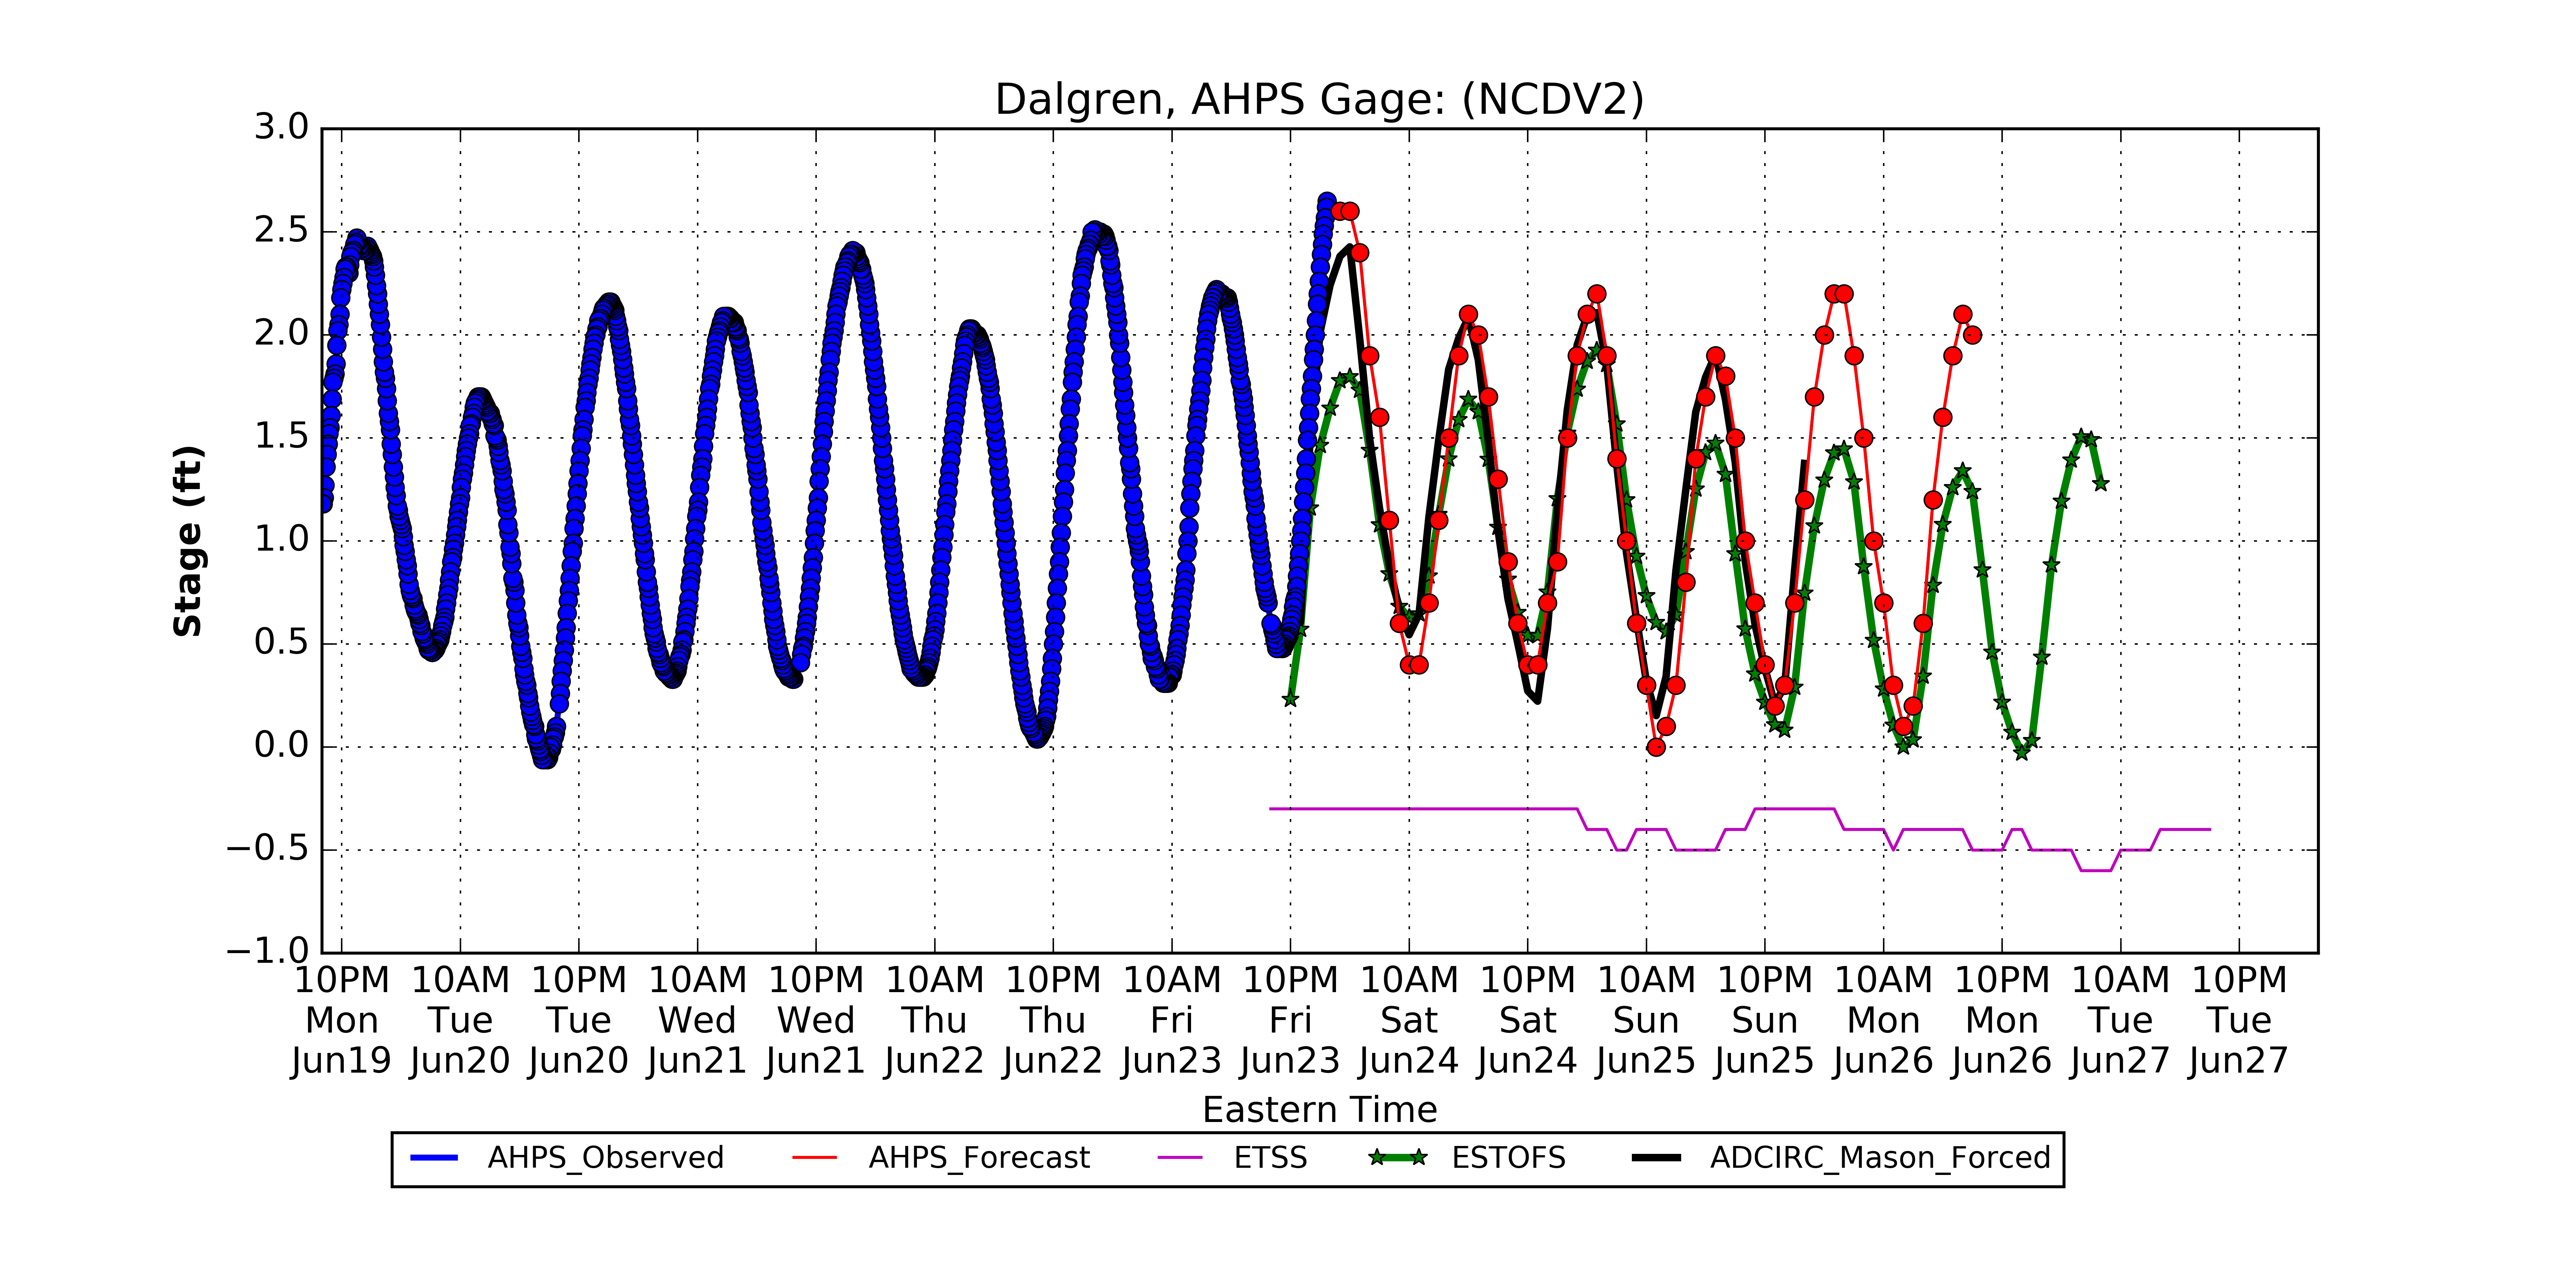 Dalgren, AHPS Gage: (NCDV2)
3.0
2.5
2.0
1.5
1.0
0.5
0.0
−0.5
−1.0
Stage (ft)
10PM 10AM 10PM 10AM 10PM 10AM 10PM 10AM 10PM 10AM 10PM 10AM 10PM 10AM 10PM 10AM 10PM
Mon Tue Tue Wed Wed Thu Thu Fri Fri Sat Sat Sun Sun Mon Mon Tue Tue
Jun19 Jun20 Jun20 Jun21 Jun21 Jun22 Jun22 Jun23 Jun23 Jun24 Jun24 Jun25 Jun25 Jun26 Jun26 Jun27 Jun27
Eastern Time
AHPS_Observed AHPS_Forecast ETSS ESTOFS ADCIRC_Mason_Forced